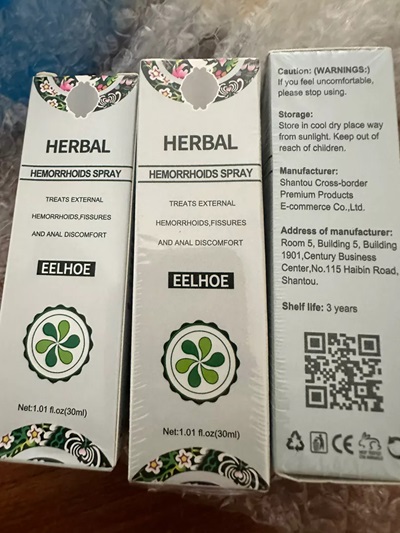 HERBAL
HEMORRHOIDS SPRAY
TREATS EXTERNAL
HEMORRHOIDS,FISSURES
AND ANAL DISCOMFORT
EELHOE
Net:1.01 fl.oz(30ml)
HERBAL
HEMORRHOIDS SPRAY
TREATS EXTERNAL
HEMORRHOIDS,FISSURES
AND ANAL DISCOMFORT
EELHOE
Net:1.01 fl.oz(30ml)
Caution: (WARNINGS:)
If you feel uncomfortable,
please stop using.
Storage:
Store in cool dry place way
from sunlight. Keep out of
reach of children.
Manufacturer:
Shantou Cross-border
Premium Products
E-commerce Co.,Ltd.
Address of manufacturer:
Room 5, Building 5, Building
1901,Century Business
Center,No.115 Haibin Road,
Shantou.
Shelf life: 3 years
CE